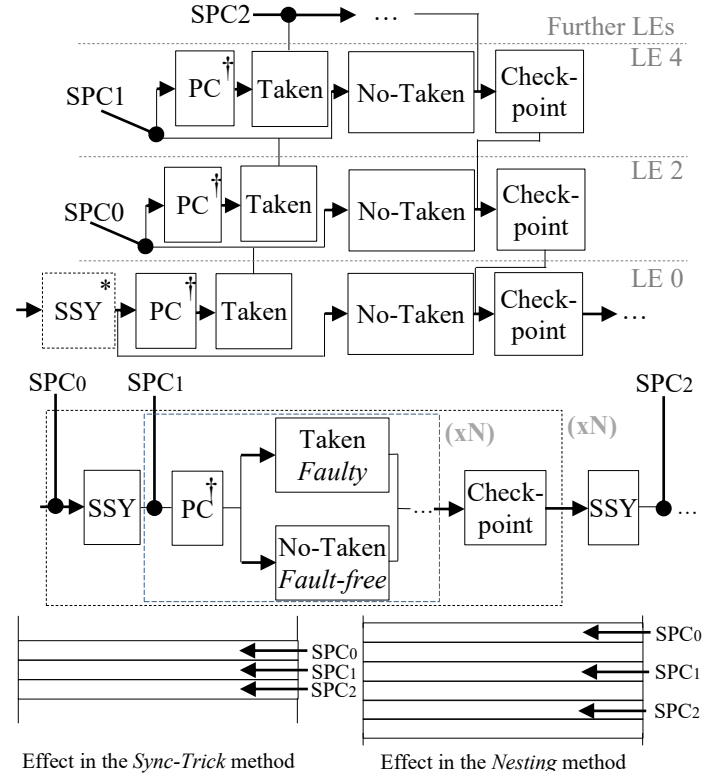 SPC2 …
Further LEs
LE 4
SPC1
PC†
Taken
No-Taken
Check-
point
LE 2
SPC0
PC†
Taken
No-Taken
Check-
point
LE 0
SSY*
PC†
Taken
No-Taken
Check-
point
…
SPC0
SPC1
SPC2
(xN)
(xN)
SSY
PC†
Taken
Faulty
No-Taken
Fault-free
…
Check-
point
SSY
…
SPC0
SPC1
SPC2
SPC0
SPC1
SPC2
Effect in the Sync-Trick method
Effect in the Nesting method